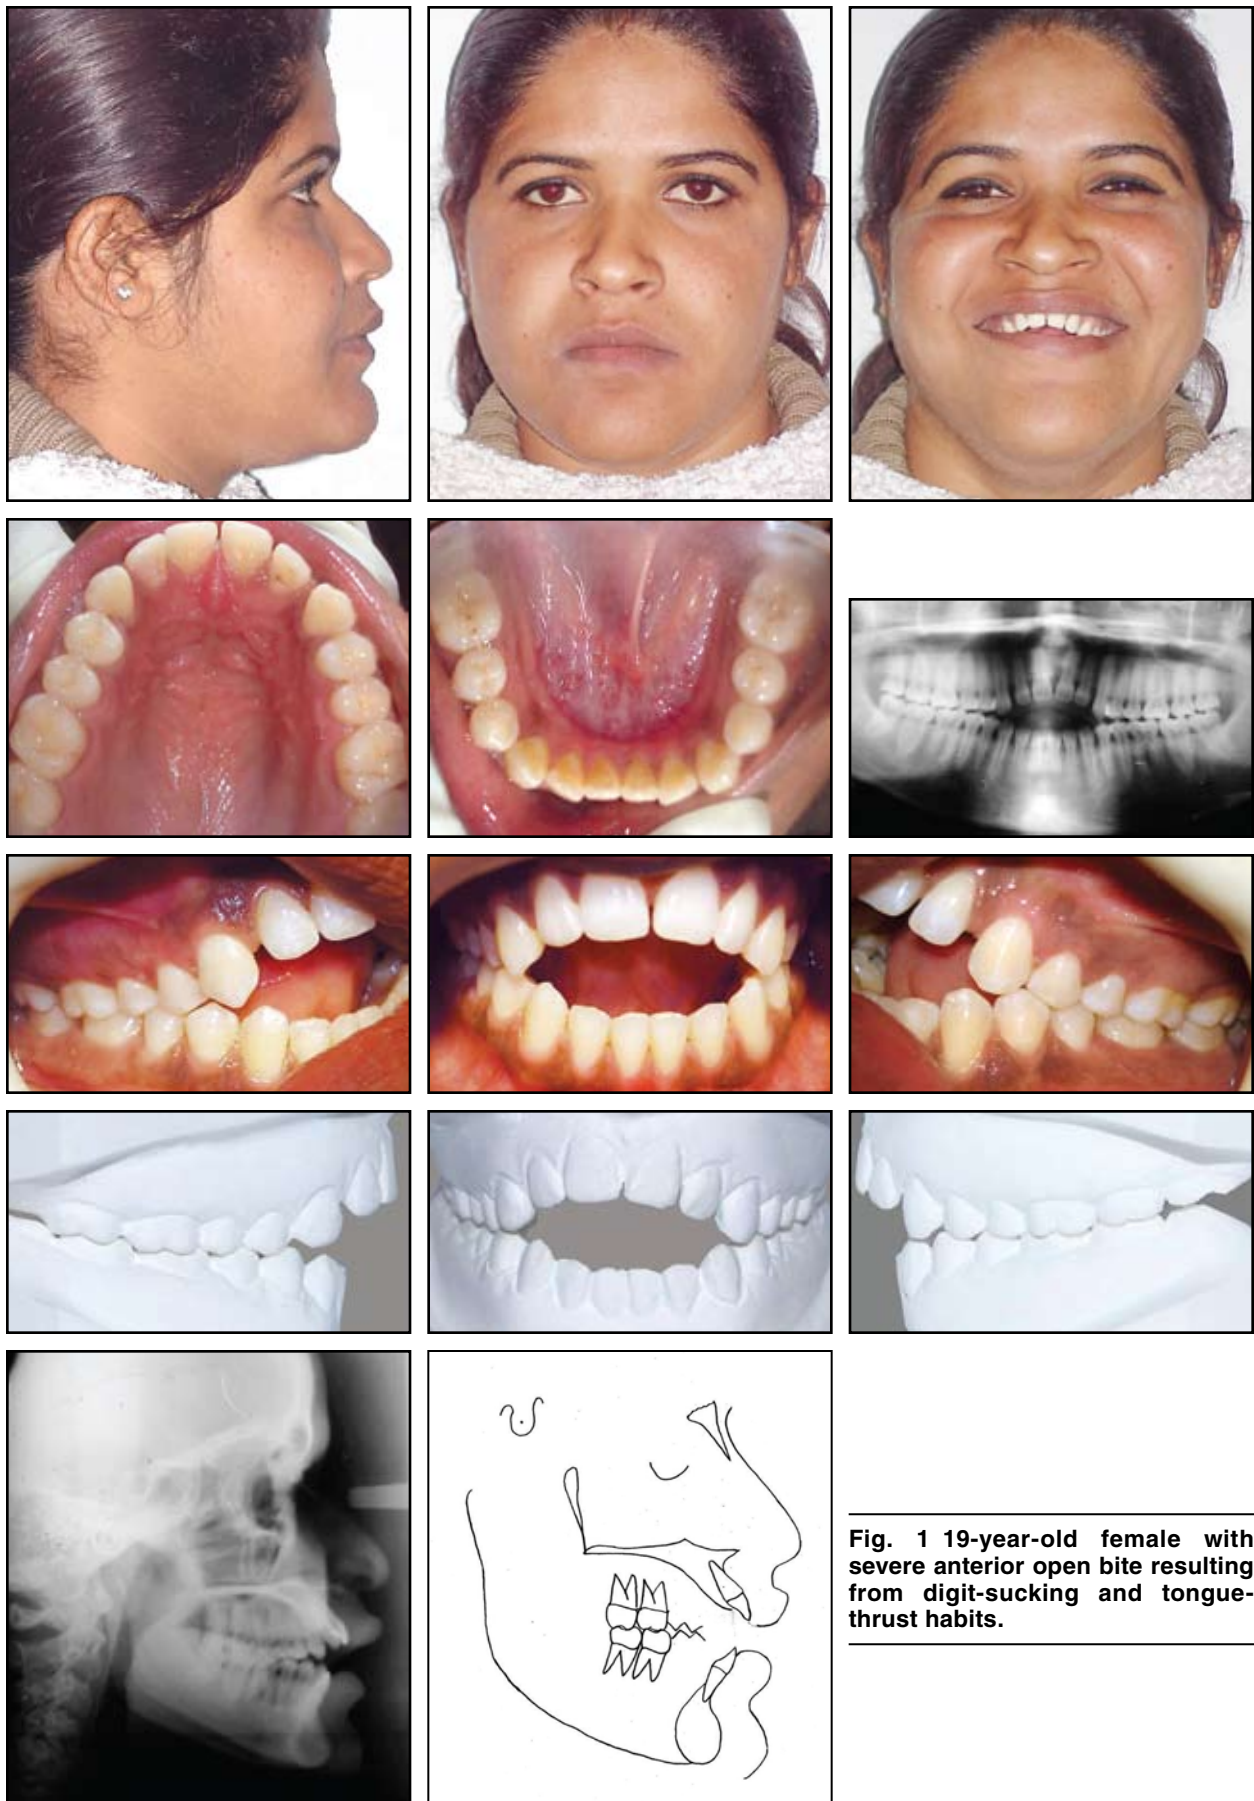 Fig. 1 19-year-old female with
severe anterior open bite resulting
from digit-sucking and tongue-
thrust habits.